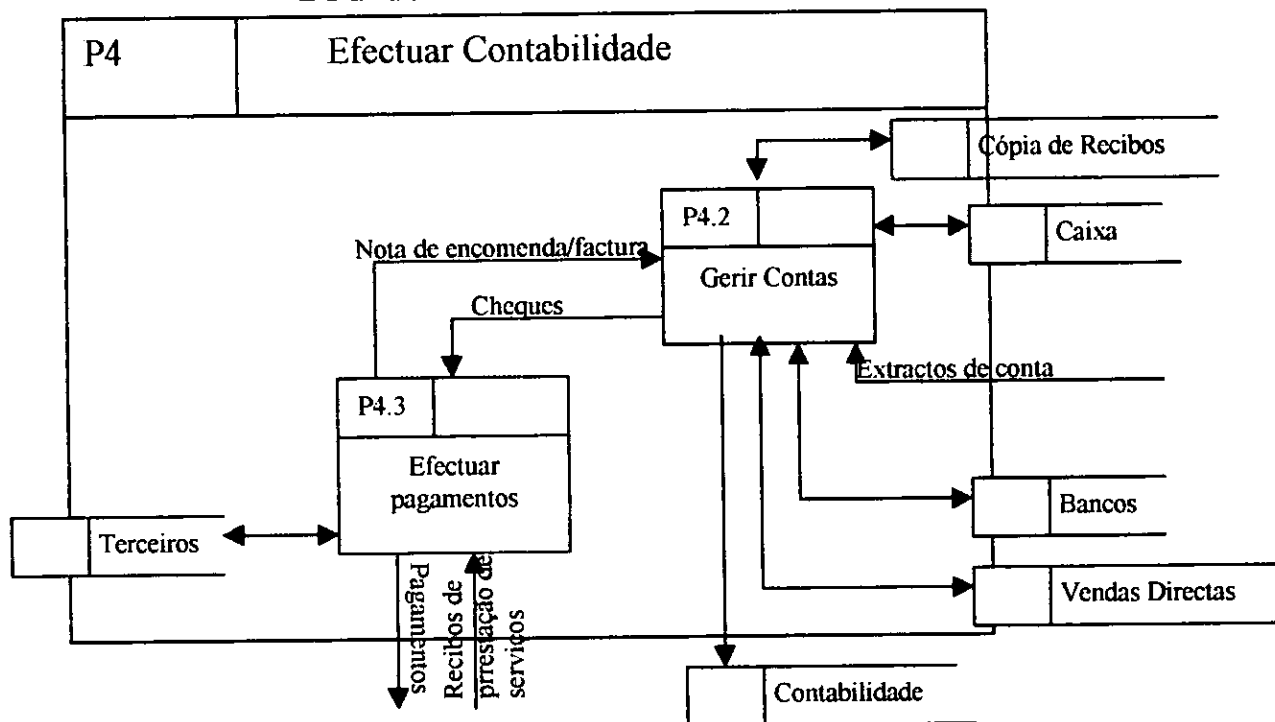 P4
Efectuar Contabilidade
Cópia de Recibos
P4.2
Caixa
Nota de encomenda/factura
Gerir Contas
Cheques
Extractos de conta
P4.3
Efectuar
pagamentos
Bancos
Terceiros
Vendas Directas
Pagamentos
Recibos de
prrestação de
serviços
Contabilidade